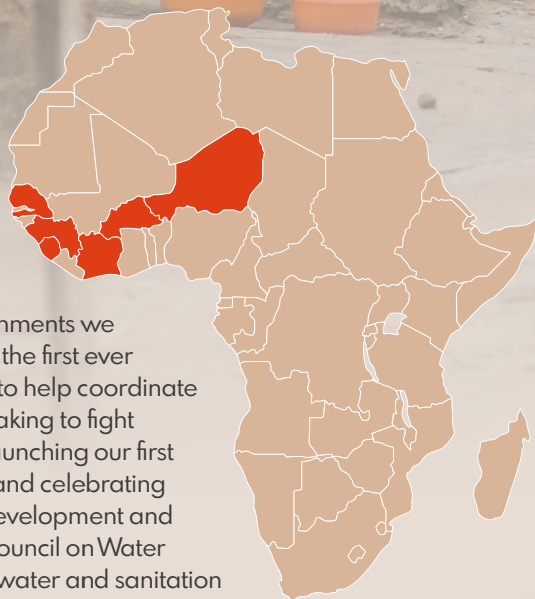 nments we
the first ever
to help coordinate
aking to fight
unching our first
and celebrating
evelopment and
ouncil on Water
water and sanitation